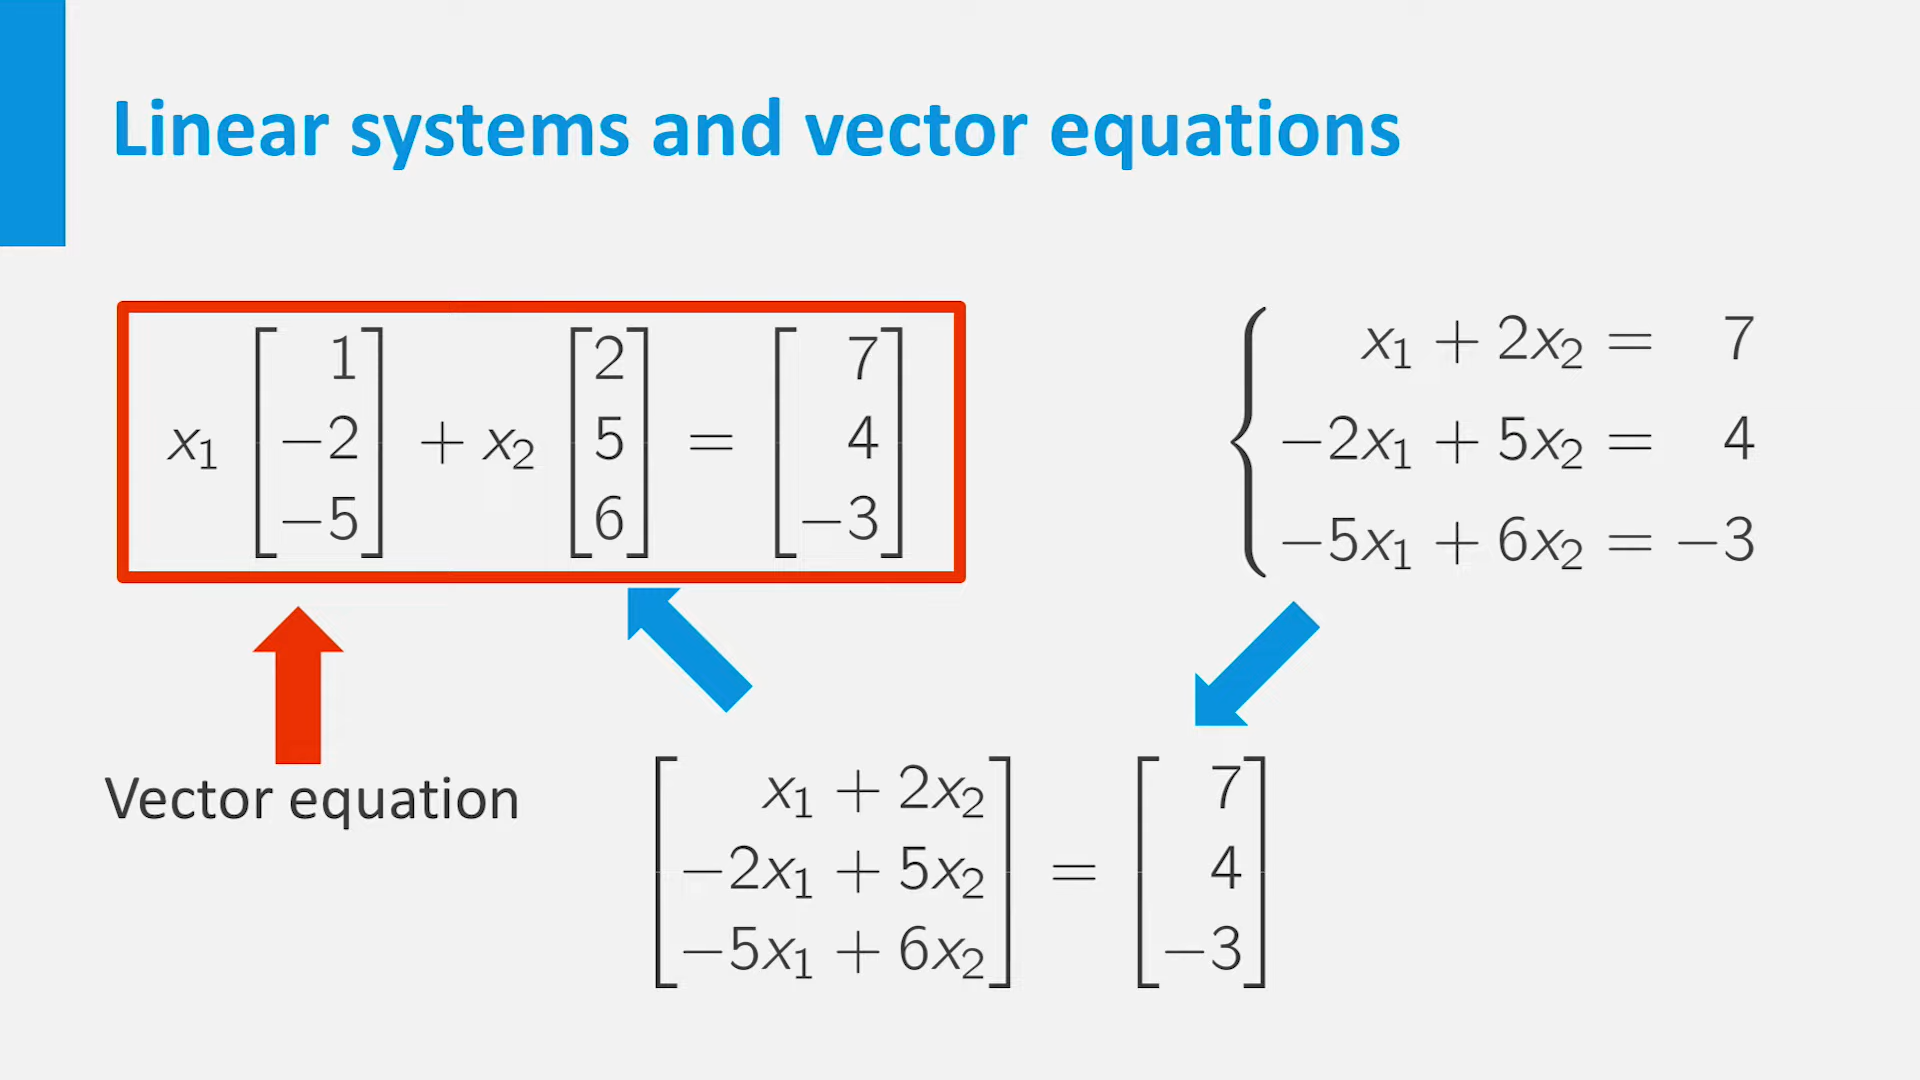 Linear systems and vector equations
x₁ [1 −2 −5] + x₂ [2 5 6] = [7 4 −3]
x₁ + 2x₂ = 7
−2x₁ + 5x₂ = 4
−5x₁ + 6x₂ = −3
Vector equation
[x₁ + 2x₂ −2x₁ + 5x₂ −5x₁ + 6x₂] = [7 4 −3]